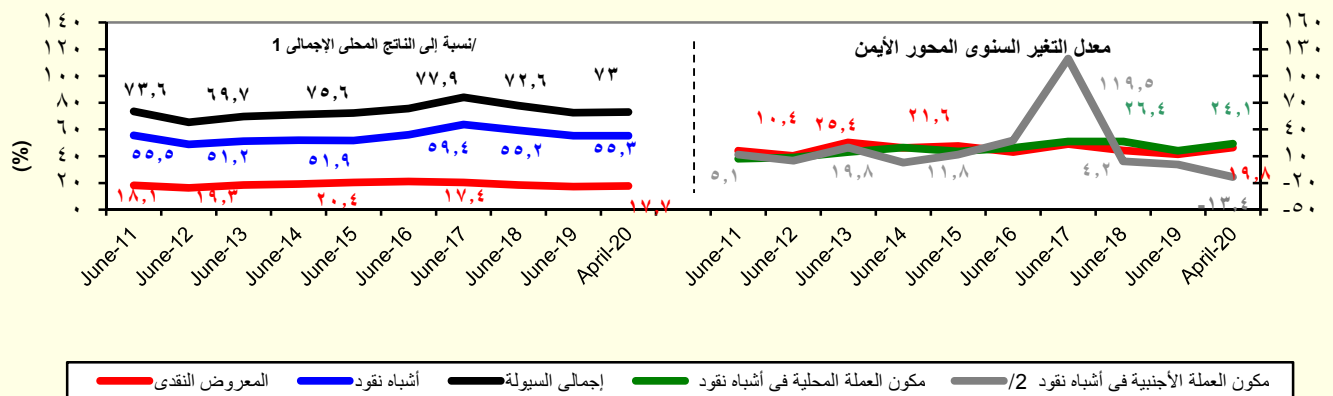 نسبة إلى الناتج المحلى الإجمالى 1/
معدل التغير السنوى المحور الأيمن
(%)
١٤٠
١٢٠
١٠٠
٨٠
٦٠
٤٠
٢٠
٠
١٦٠
١٣٠
١٠٠
٧٠
٤٠
١٠
-٢٠
-٥٠
٧٣,٦
٦٩,٧
٧٥,٦
٧٧,٩
٧٢,٦
٧٣
٥٥,٥
٥١,٢
٥١,٩
٥٩,٤
٥٥,٢
٥٥,٣
١٨,١
١٩,٣
٢٠,٤
١٧,٤
١٧,٧
١٠,٤
٢٥,٤
٢١,٦
١١٩,٥
٢٦,٤
٢٤,١
٥,١
١٩,٨
١١,٨
٤,٢
١٩,٨
-١٣,٤
June-11
June-12
June-13
June-14
June-15
June-16
June-17
June-18
June-19
April-20
June-11
June-12
June-13
June-14
June-15
June-16
June-17
June-18
June-19
April-20
المعروض النقدى
أشباه نقود
إجمالى السيولة
مكون العملة المحلية فى أشباه نقود
مكون العملة الأجنبية فى أشباه نقود 2/